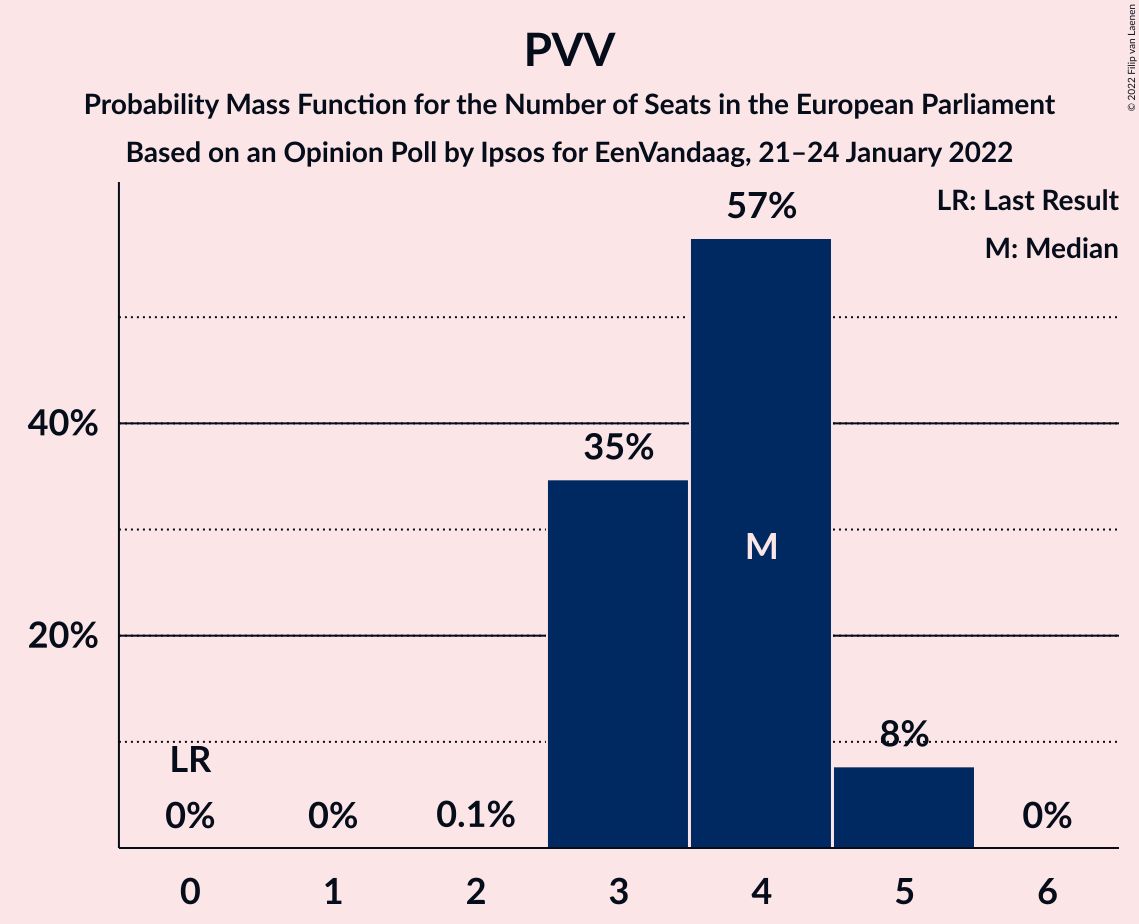 PVV
Probability Mass Function for the Number of Seats in the European Parliament
Based on an Opinion Poll by Ipsos for EenVandaag, 21–24 January 2022
© 2022 Filip van Laenen
LR: Last Result
M: Median
57%
40%
35%
M
20%
8%
LR
0%
0%
0.1%
0%
0
1
2
3
4
5
6